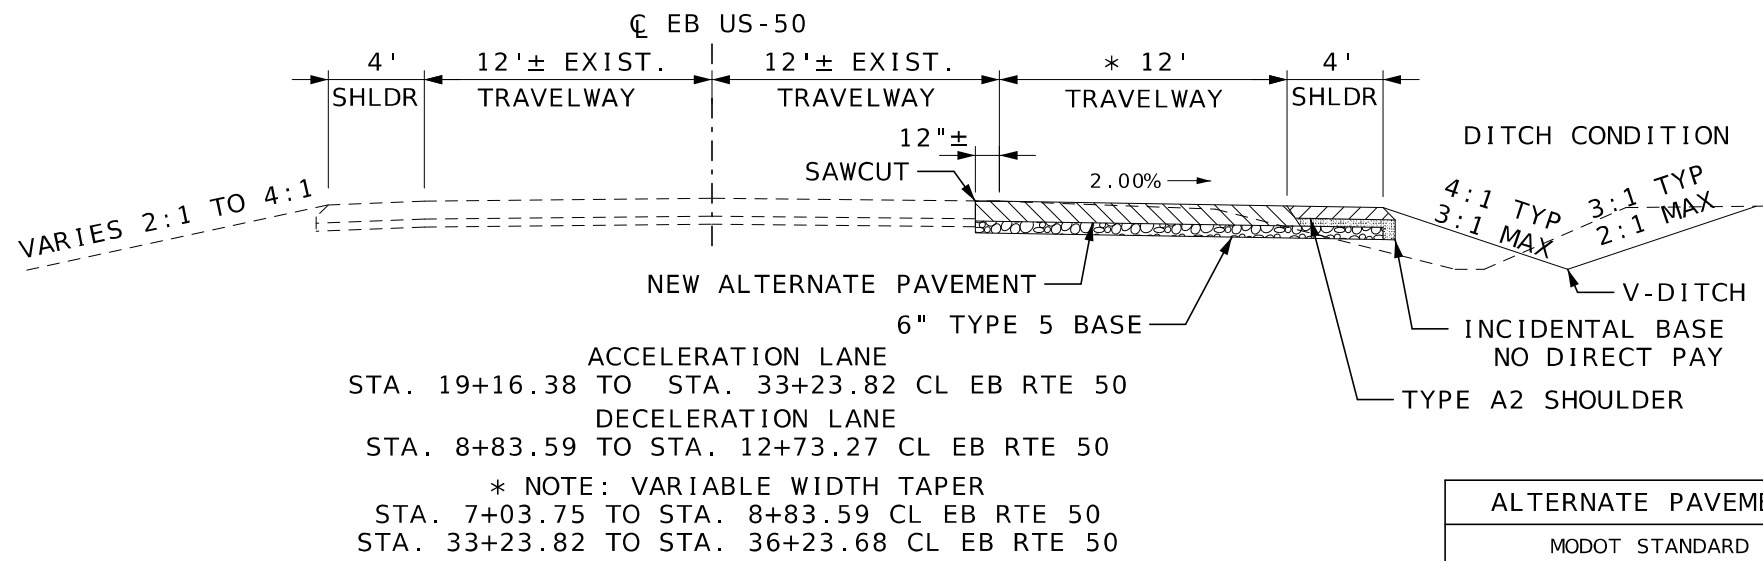 ℄ EB US-50
4' 12'± EXIST. 12'± EXIST. * 12' 4'
SHLDR TRAVELWAY TRAVELWAY TRAVELWAY SHLDR
12"±
DITCH CONDITION
SAWCUT
2.00%
VARIES 2:1 TO 4:1
4:1 TYP
3:1 MAX
3:1 TYP
2:1 MAX
NEW ALTERNATE PAVEMENT
V-DITCH
6" TYPE 5 BASE
INCIDENTAL BASE
NO DIRECT PAY
TYPE A2 SHOULDER
ACCELERATION LANE
STA. 19+16.38 TO STA. 33+23.82 CL EB RTE 50
DECELERATION LANE
STA. 8+83.59 TO STA. 12+73.27 CL EB RTE 50
* NOTE: VARIABLE WIDTH TAPER
STA. 7+03.75 TO STA. 8+83.59 CL EB RTE 50
STA. 33+23.82 TO STA. 36+23.68 CL EB RTE 50
ALTERNATE PAVEME
MODOT STANDARD